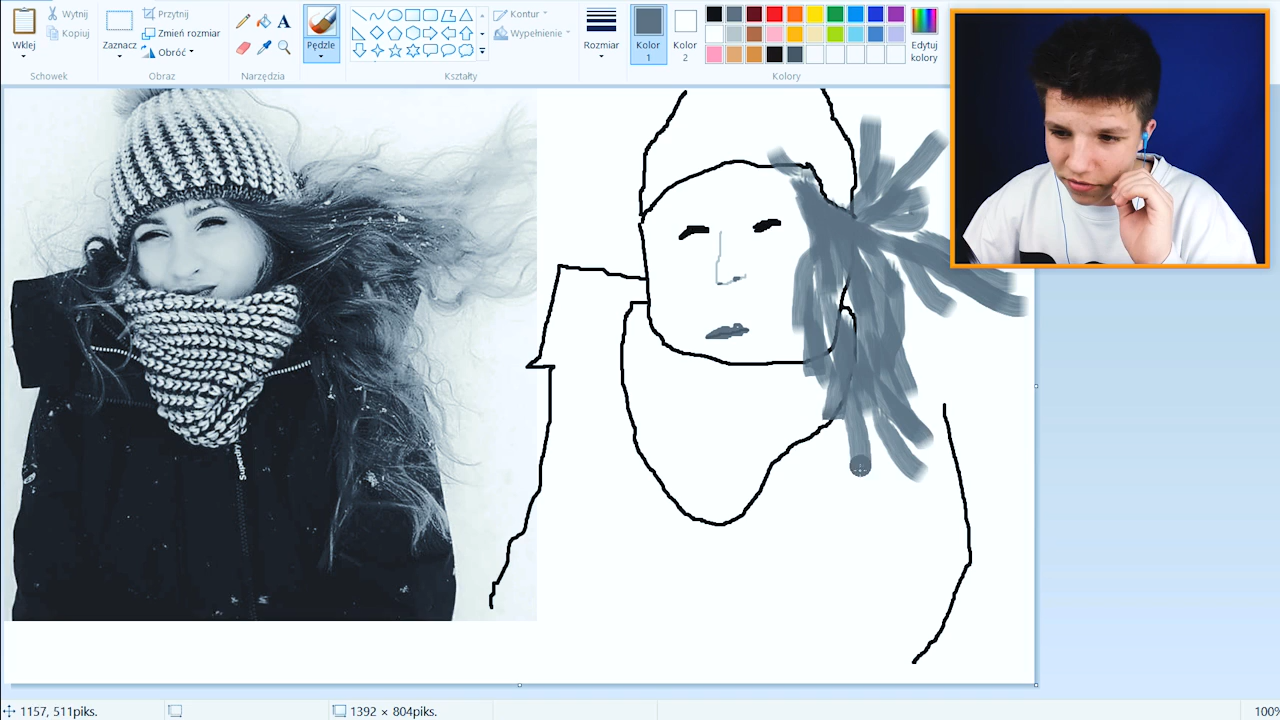 Wklej
Wytnij
Kopiuj
Schowek
Zaznacz
Przytnij
Zmień rozmiar
Obróć
Obraz
A
Narzędzia
Pędzle
Kształty
Kontur
Wypełnienie
Rozmiar
Kolor 1
Kolor 2
Edytuj kolory
Kolory
Superdry
1157, 511piks.
1392 × 804piks.
100%